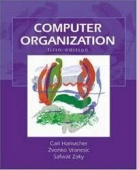 COMPUTER
ORGANIZATION
fifth edition
Carl Hamacher
Zvonko Vranesic
Safwat Zaky